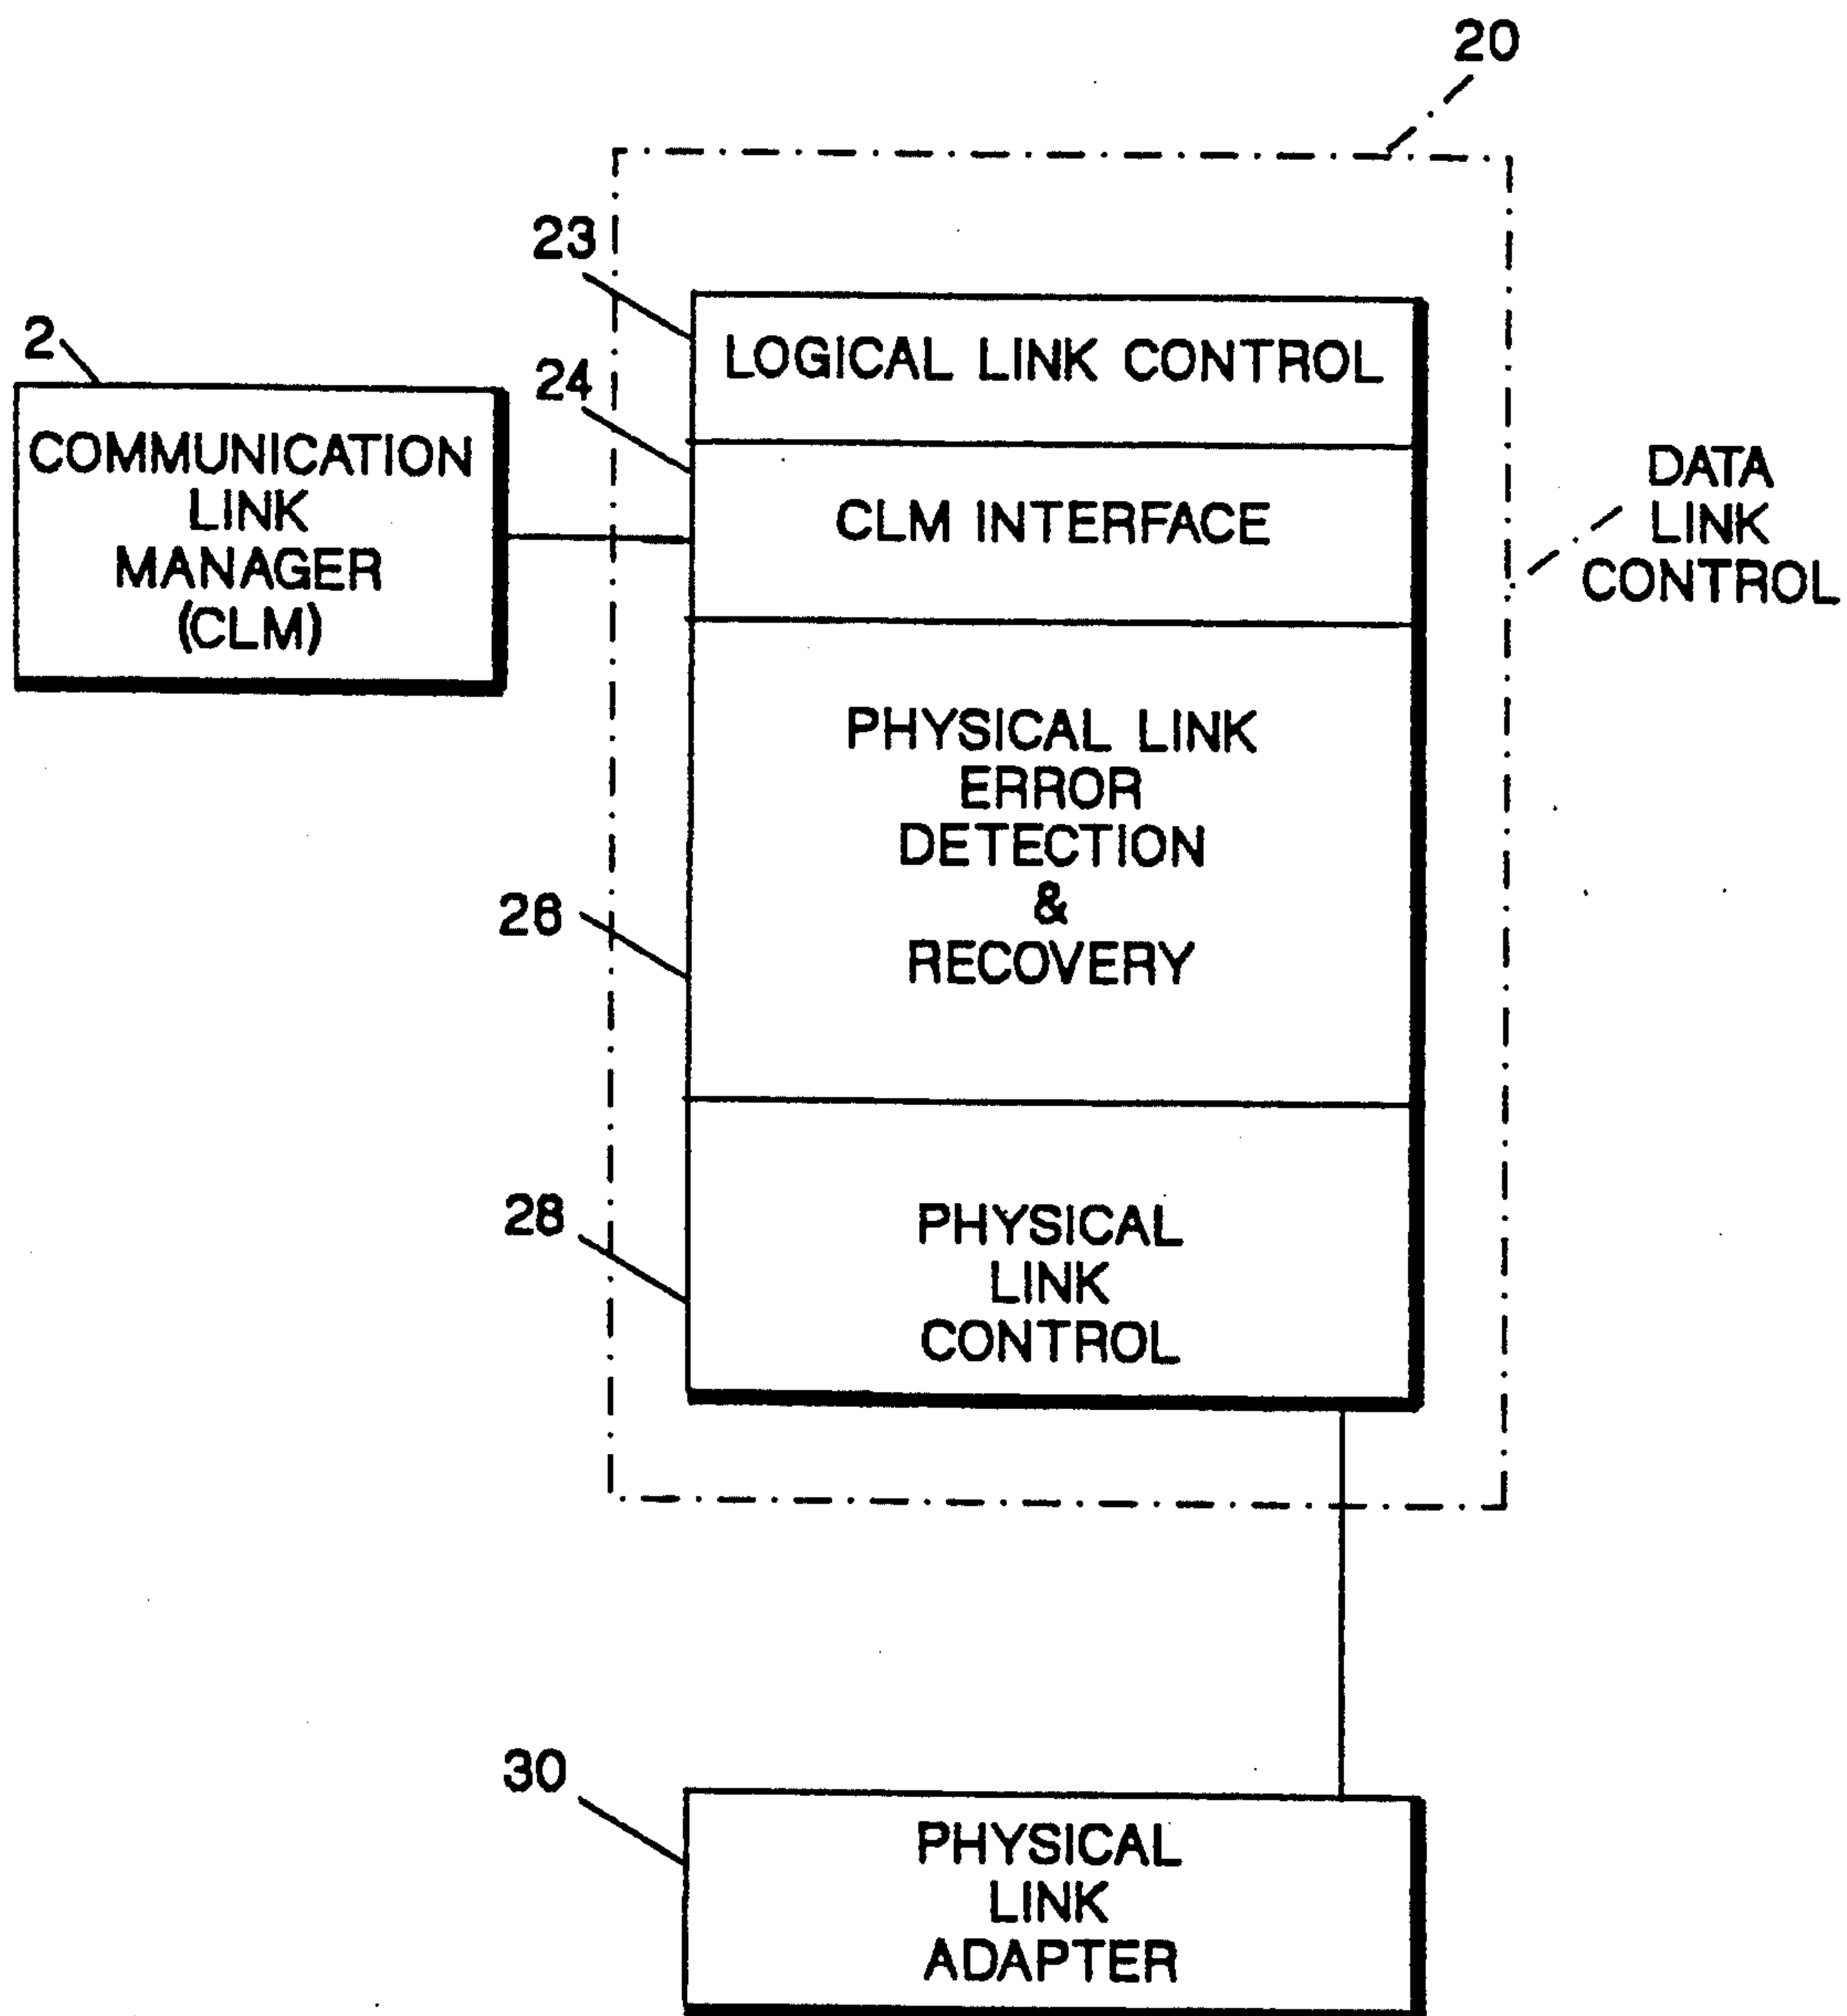 20
23
LOGICAL LINK CONTROL
2
24
COMMUNICATION
LINK
MANAGER
(CLM)
CLM INTERFACE
DATA
LINK
CONTROL
PHYSICAL LINK
ERROR
DETECTION
&
RECOVERY
26
28
PHYSICAL
LINK
CONTROL
30
PHYSICAL
LINK
ADAPTER